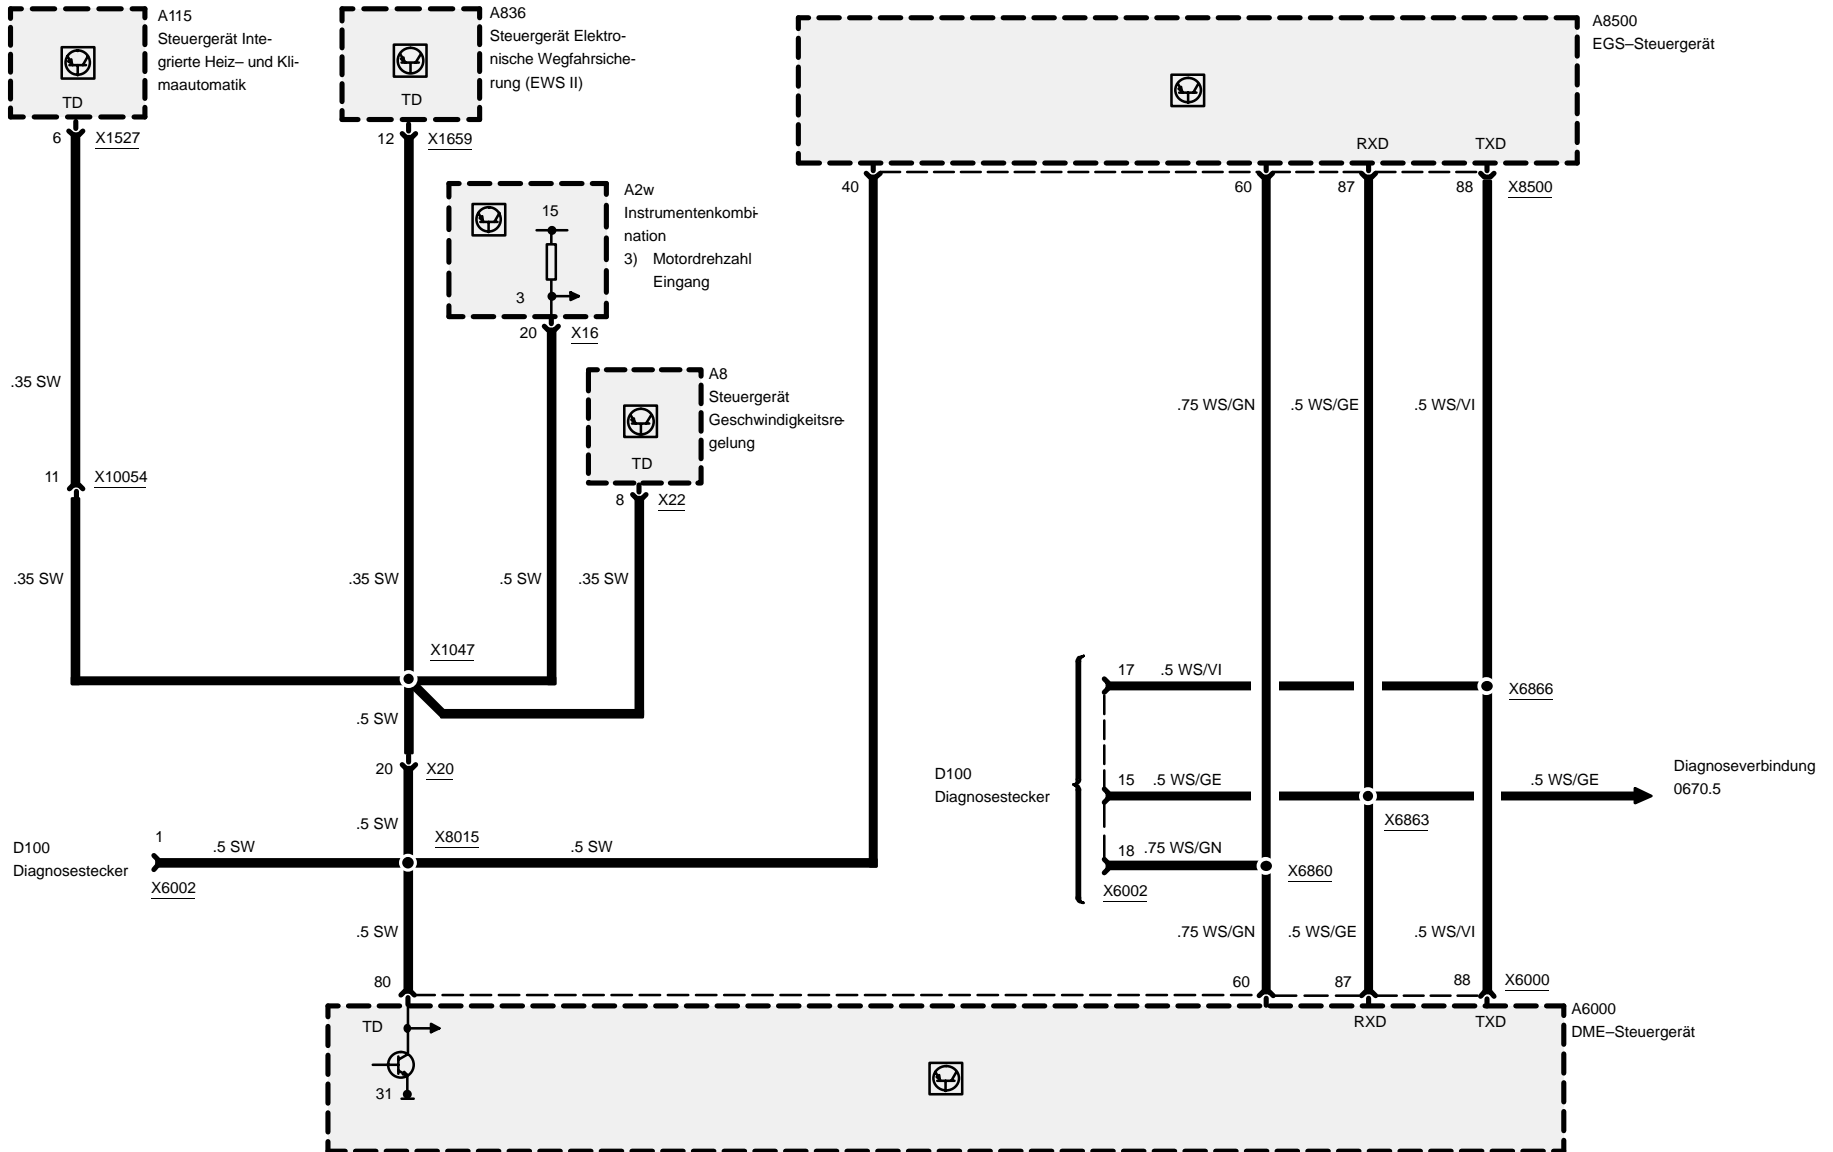 A115
Steuergerät Inte-
grierte Heiz– und Kli-
maautomatik
TD
6 X1527
A836
Steuergerät Elektro-
nische Wegfahrsiche-
rung (EWS II)
TD
12 X1659
A8500
EGS–Steuergerät
RXD TXD
40 60 87 88 X8500
A2w
Instrumentenkombi-
nation
3) Motordrehzahl
Eingang
15
3
20 X16
A8
Steuergerät
Geschwindigkeitsre-
gelung
TD
8 X22
.35 SW
.75 WS/GN .5 WS/GE .5 WS/VI
11 X10054
.35 SW .35 SW .5 SW .35 SW
X1047
.5 SW
20 X20
.5 SW
X8015
D100
Diagnosestecker
1
.5 SW .5 SW
X6002
17 .5 WS/VI
X6866
D100
Diagnosestecker
15 .5 WS/GE
.5 WS/GE
Diagnoseverbindung
0670.5
X6863
18 .75 WS/GN
X6860
X6002
.5 SW .75 WS/GN .5 WS/GE .5 WS/VI
80 60 87 88 X6000
A6000
DME–Steuergerät
TD RXD TXD
31